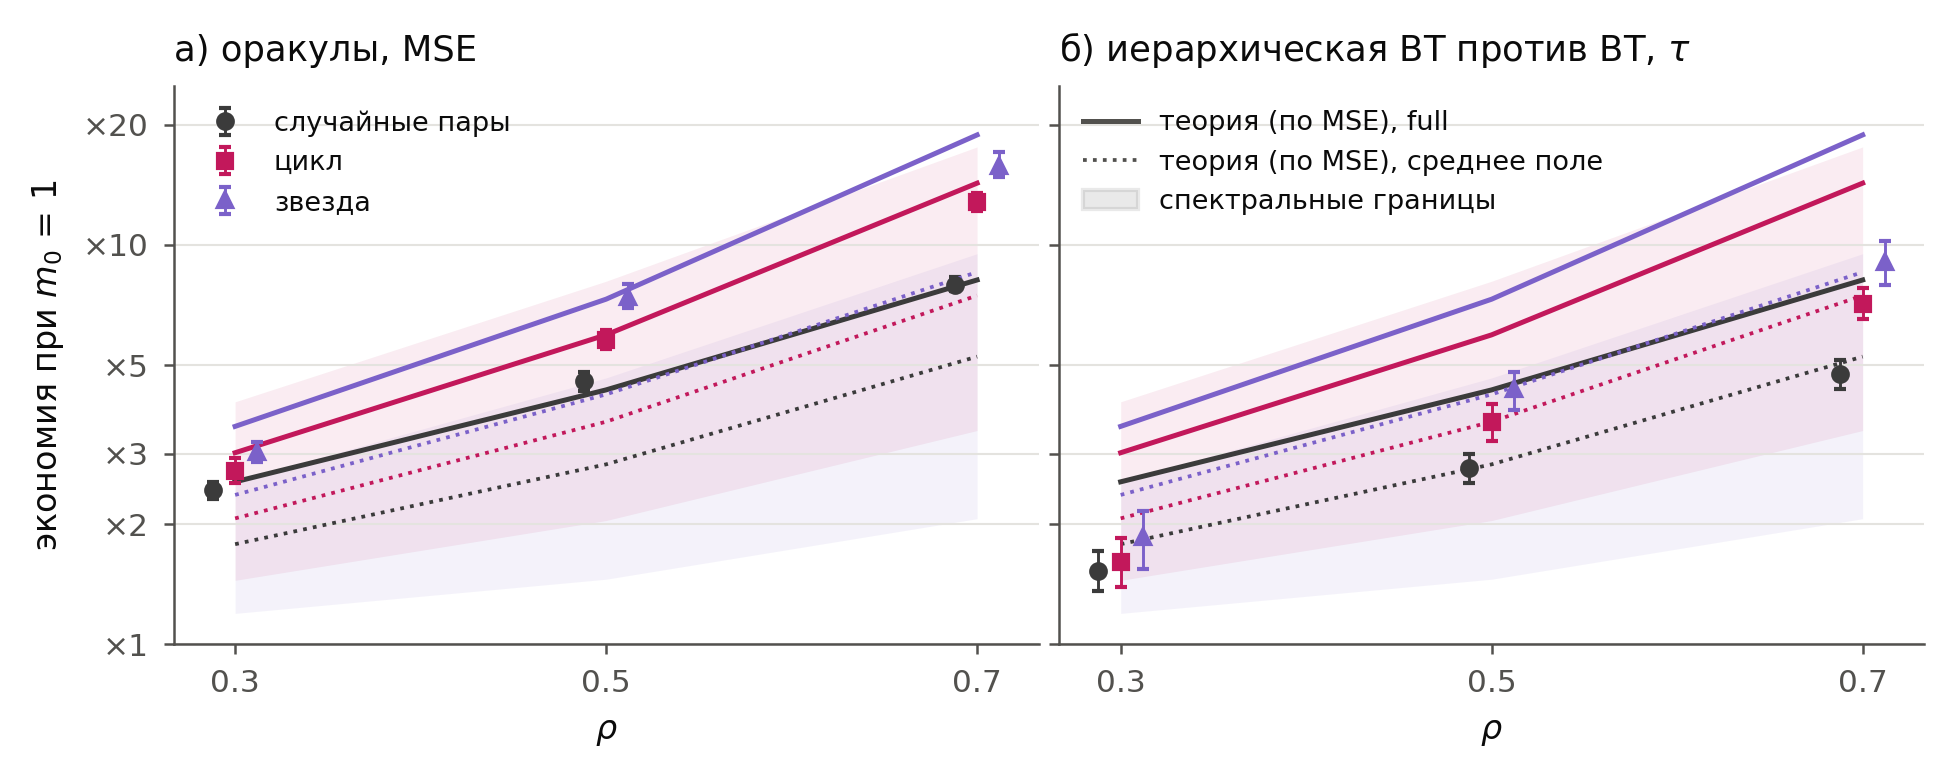 а) оракулы, MSE
экономия при m₀ = 1
×20
×10
×5
×3
×2
×1
случайные пары
цикл
звезда
0.3
0.5
0.7
ρ
б) иерархическая BT против BT, τ
теория (по MSE), full
теория (по MSE), среднее поле
спектральные границы
0.3
0.5
0.7
ρ